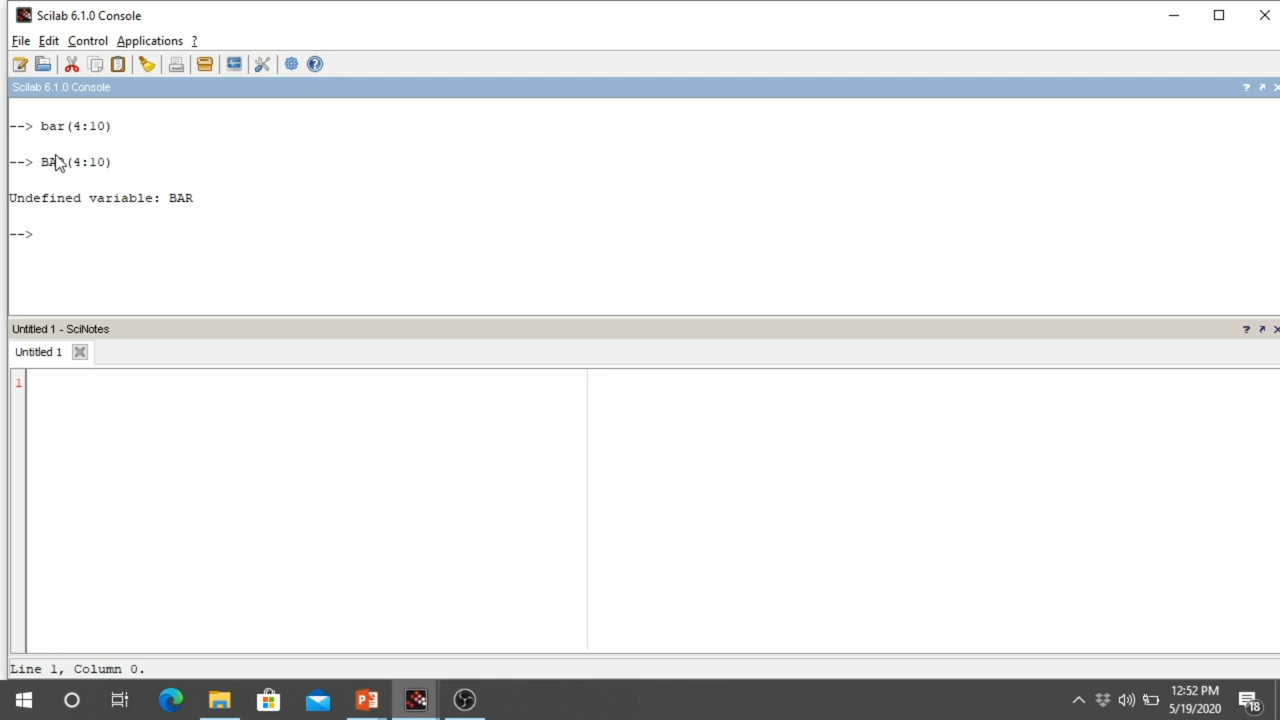 Scilab 6.1.0 Console
File Edit Control Applications ?
Scilab 6.1.0 Console
--> bar(4:10)
--> BAR(4:10)
Undefined variable: BAR
-->
Untitled 1 - SciNotes
Untitled 1
1
Line 1, Column 0.
12:52 PM
5/19/2020
18